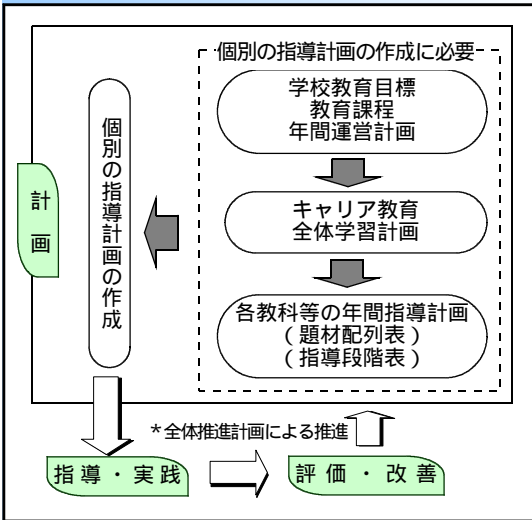 個別の指導計画の作成に必要
学校教育目標
教育課程
年間運営計画
キャリア教育
全体学習計画
各教科等の年間指導計画
（題材配列表）
（指導段階表）
個別の指導計画の作成
計画
*全体推進計画による推進
指導・実践
評価・改善